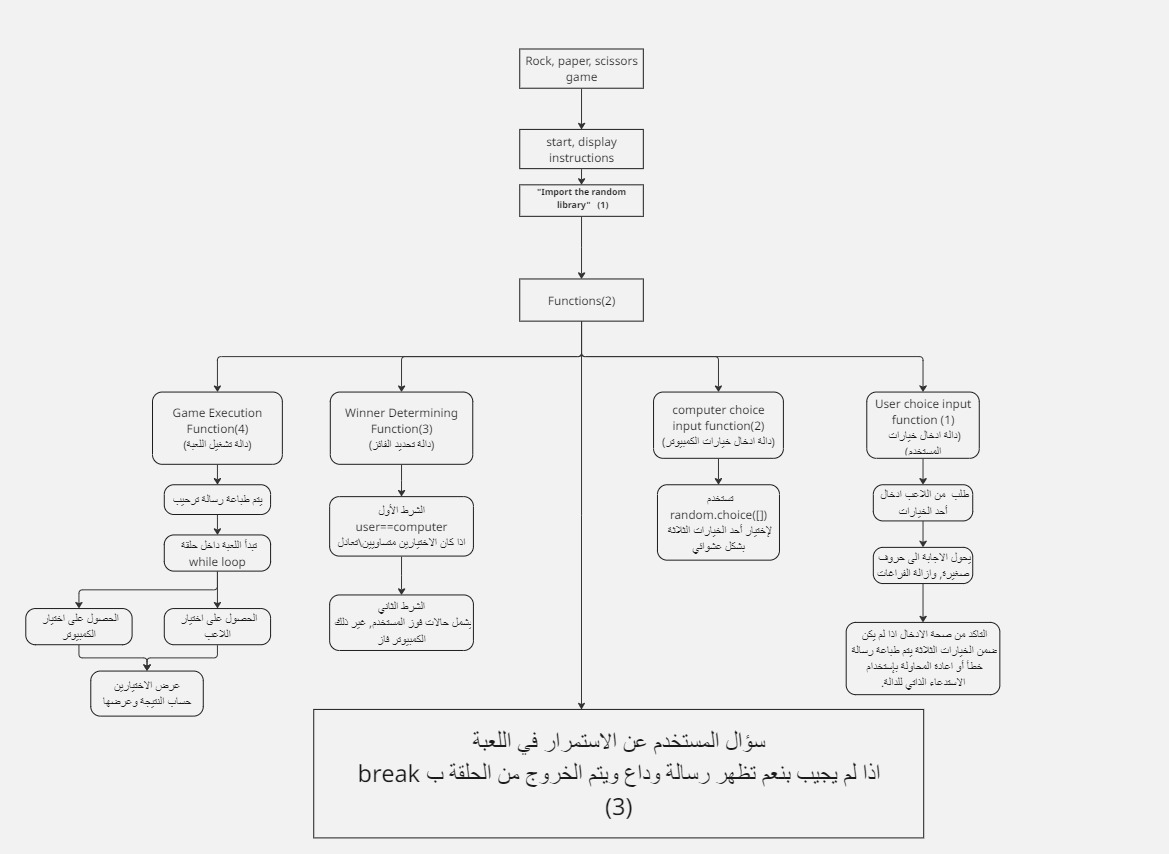 Rock, paper, scissors
game
start, display
instructions
"Import the random
library" (1)
Functions(2)
Game Execution
Function(4)
(دالة تشغيل اللعبة)
يتم طباعة رسالة ترحيب
تبدأ اللعبة داخل حلقة
while loop
الحصول على اختيار
الكمبيوتر
الحصول على اختيار
اللاعب
عرض الاختيارين
حساب النتيجة وعرضها
Winner Determining
Function(3)
(دالة تحديد الفائز)
الشرط الأول
user==computer
اذا كان الاختيارين متساويين\تعادل
الشرط الثاني
يشمل حالات فوز المستخدم, غير ذلك
الكمبيوتر فاز
computer choice
input function(2)
(دالة ادخال خيارات الكمبيوتر)
تستخدم
random.choice([])
لإختيار أحد الخيارات الثلاثة
بشكل عشوائي
User choice input
function (1)
(دالة ادخال خيارات
المستخدم)
طلب من اللاعب ادخال
أحد الخيارات
يحول الاجابة الى حروف
صغيرة, وازالة الفراغات
التاكد من صحة الادخال اذا لم يكن
ضمن الخيارات الثلاثة يتم طباعة رسالة
خطأ أو اعادة المحاولة بإستخدام
الاستدعاء الذاتي للدالة.
سؤال المستخدم عن الاستمرار في اللعبة
اذا لم يجيب بنعم تظهر رسالة وداع ويتم الخروج من الحلقة ب break
(3)